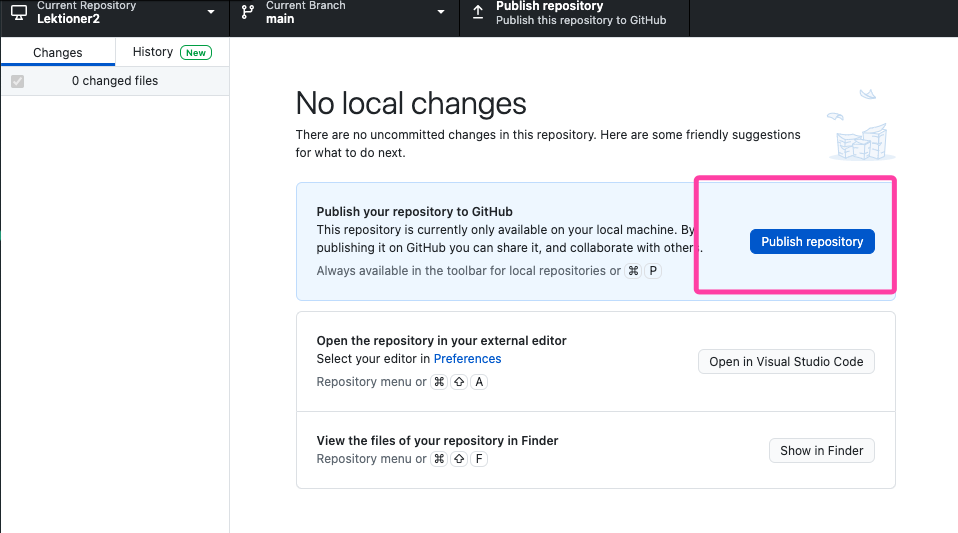 Current Repository
Lektioner2
Current Branch
main
Publish repository
Publish this repository to GitHub
Changes
History New
0 changed files
No local changes
There are no uncommitted changes in this repository. Here are some friendly suggestions
for what to do next.
Publish your repository to GitHub
This repository is currently only available on your local machine. By
publishing it on GitHub you can share it, and collaborate with others.
Always available in the toolbar for local repositories or ⌘ P
Publish repository
Open the repository in your external editor
Select your editor in Preferences
Repository menu or ⌘ ⇧ A
Open in Visual Studio Code
View the files of your repository in Finder
Repository menu or ⌘ ⇧ F
Show in Finder